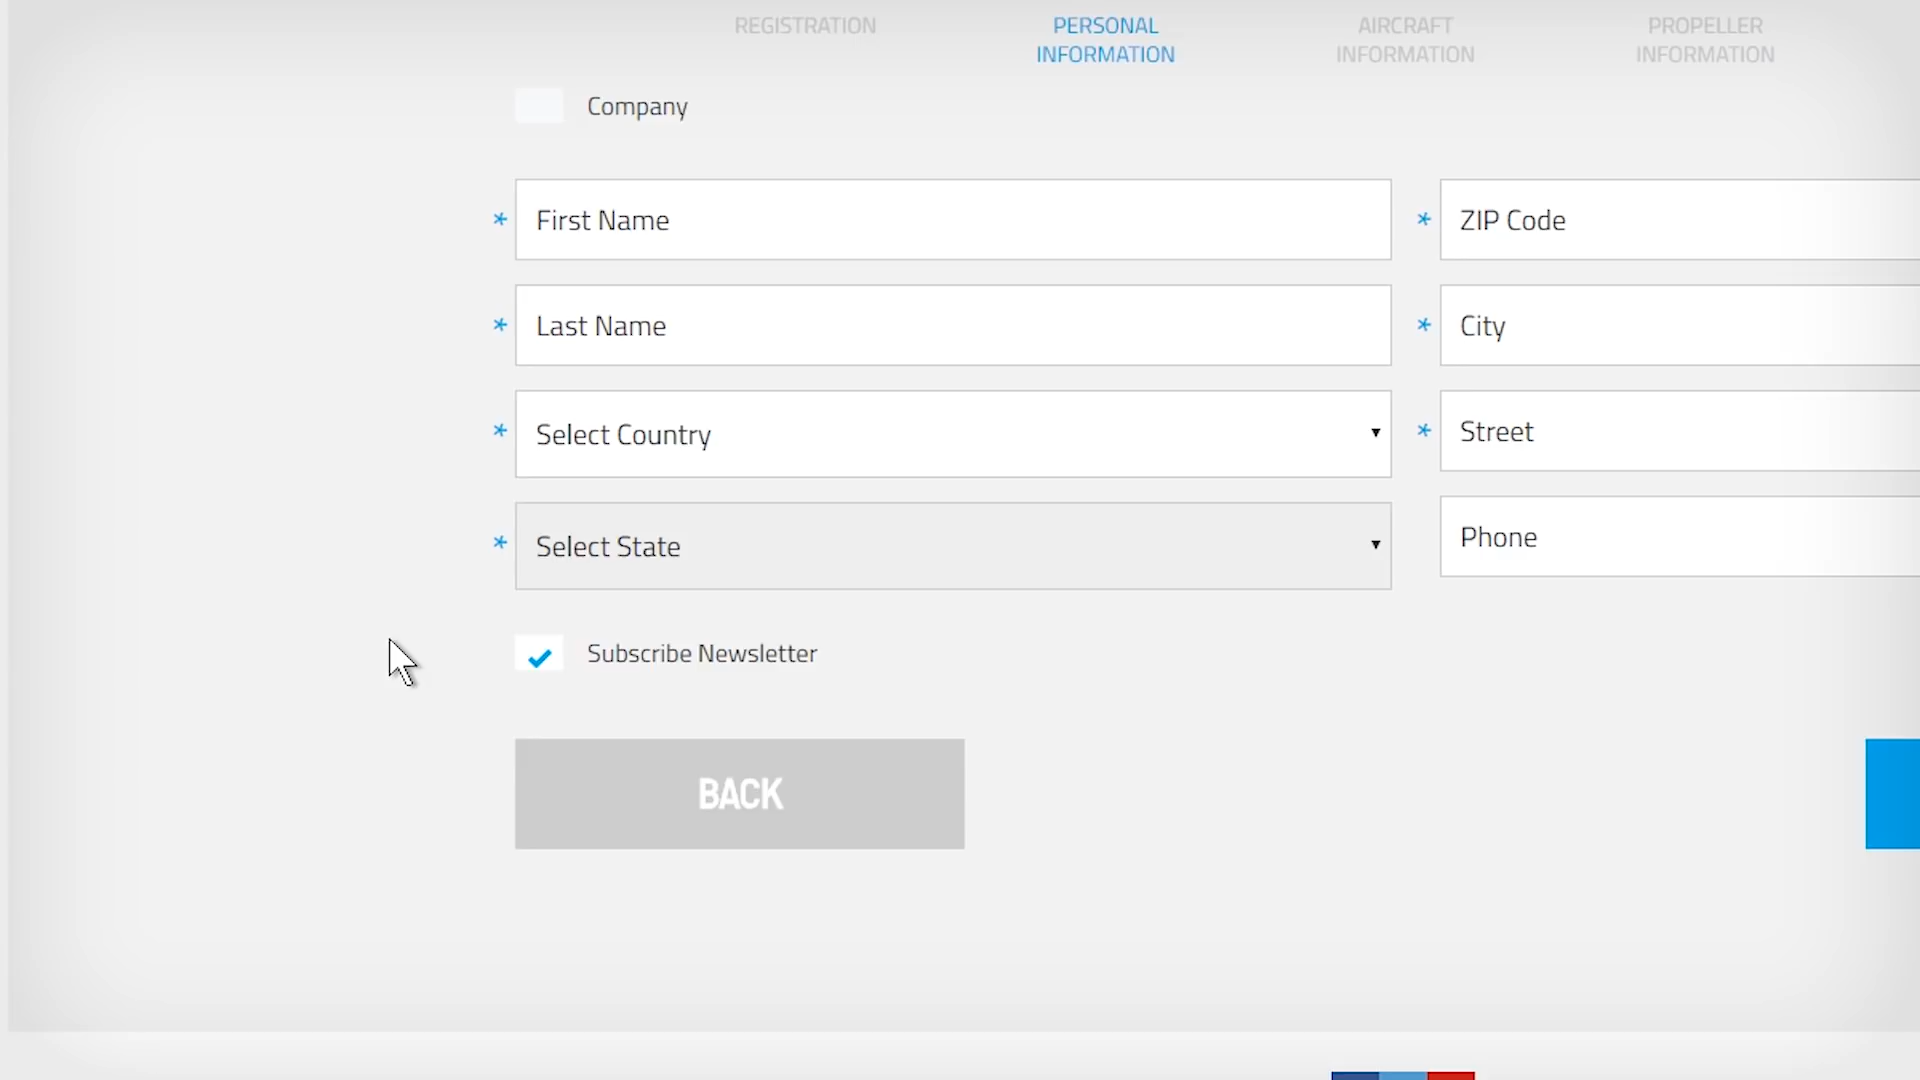 REGISTRATION
PERSONAL
INFORMATION
AIRCRAFT
INFORMATION
PROPELLER
INFORMATION
Company
* First Name
* ZIP Code
* Last Name
* City
* Select Country
* Street
* Select State
Phone
Subscribe Newsletter
BACK